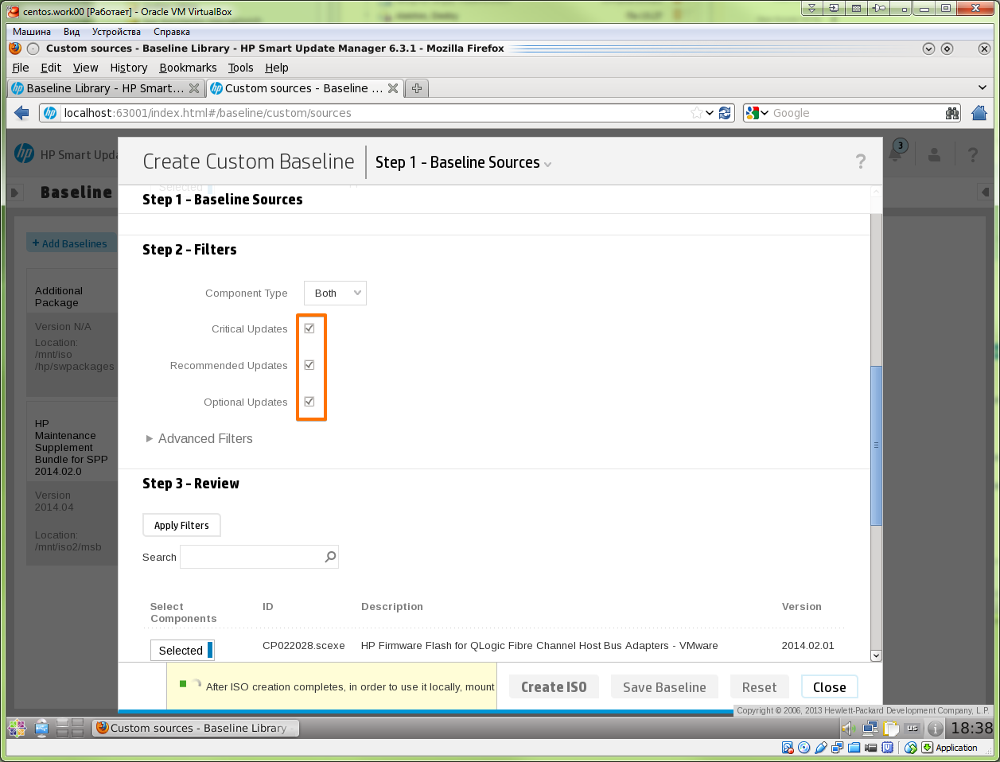 centos.work00 [Работает] - Oracle VM VirtualBox
Машина Вид Устройства Справка
Custom sources - Baseline Library - HP Smart Update Manager 6.3.1 - Mozilla Firefox
File Edit View History Bookmarks Tools Help
Baseline Library - HP Smart...
Custom sources - Baseline ...
localhost:63001/index.html#/baseline/custom/sources
Google
hp HP Smart Upda
3
?
Create Custom Baseline
Step 1 - Baseline Sources
?
Baseline
Selected
Step 1 - Baseline Sources
+ Add Baselines
Step 2 - Filters
Additional
Package
Version N/A
Location:
/mnt/iso
/hp/swpackages
HP
Maintenance
Supplement
Bundle for SPP
2014.02.0
Version
2014.04
Location:
/mnt/iso2/msb
Component Type Both
Critical Updates
Recommended Updates
Optional Updates
Advanced Filters
Step 3 - Review
Apply Filters
Search
Select
Components
ID
Description
Version
Selected
CP022028.scexe
HP Firmware Flash for QLogic Fibre Channel Host Bus Adapters - VMware
2014.02.01
After ISO creation completes, in order to use it locally, mount
Create ISO
Save Baseline
Reset
Close
Copyright © 2006, 2013 Hewlett-Packard Development Company, L.P.
Custom sources - Baseline Library
us
18:38
Application